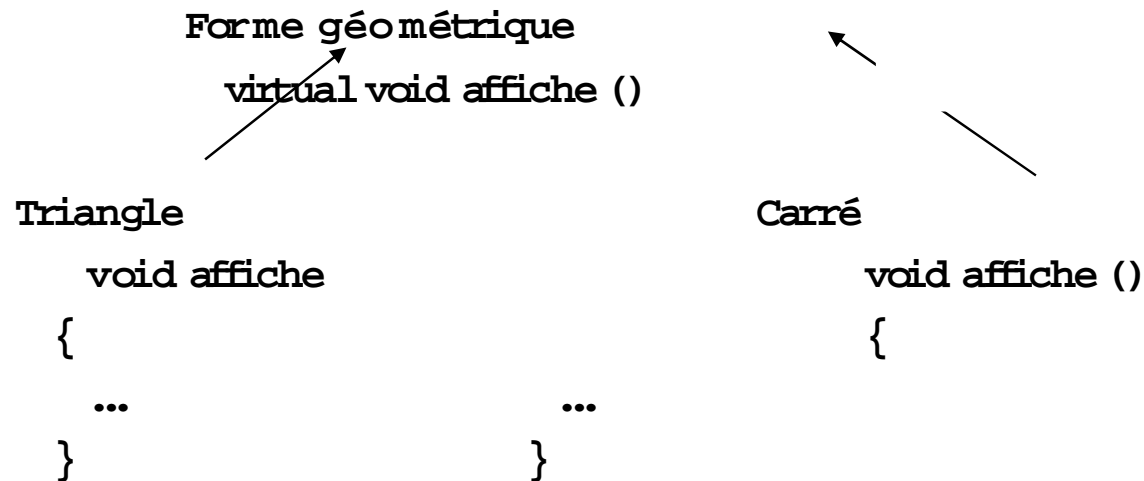 Forme géométrique
virtual void affiche ()
Triangle Carré
void affiche void affiche ()
{ {
... ...
} }